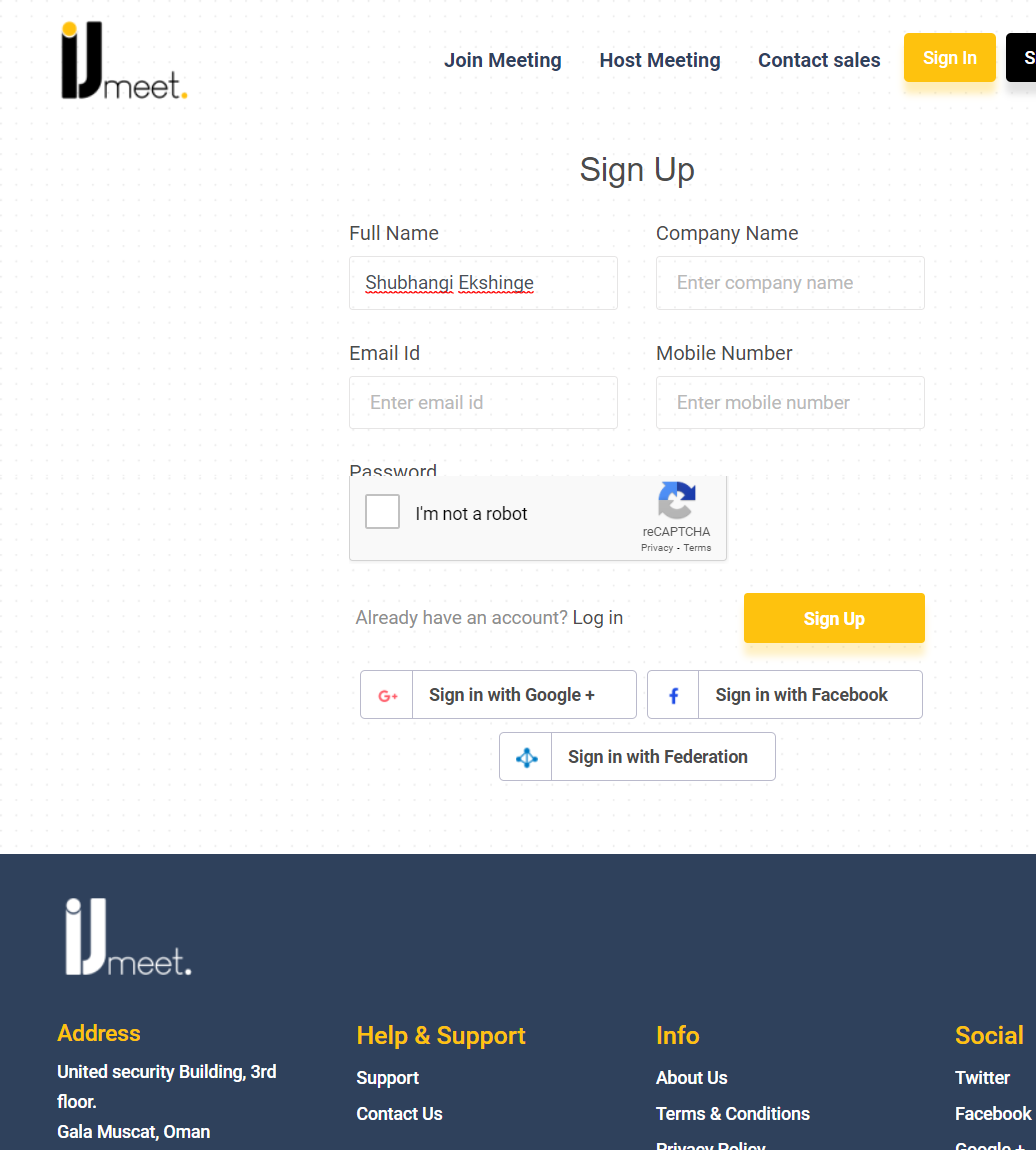 iJmeet.
Join Meeting Host Meeting Contact sales Sign In S
Sign Up
Full Name Company Name
Shubhangi Ekshinge Enter company name
Email Id Mobile Number
Enter email id Enter mobile number
Password
I'm not a robot
reCAPTCHA
Privacy - Terms
Already have an account? Log in Sign Up
G+ Sign in with Google + f Sign in with Facebook
Sign in with Federation
iJmeet.
Address Help & Support Info Social
United security Building, 3rd Support About Us Twitter
floor. Contact Us Terms & Conditions Facebook
Gala Muscat, Oman Privacy Policy Google +